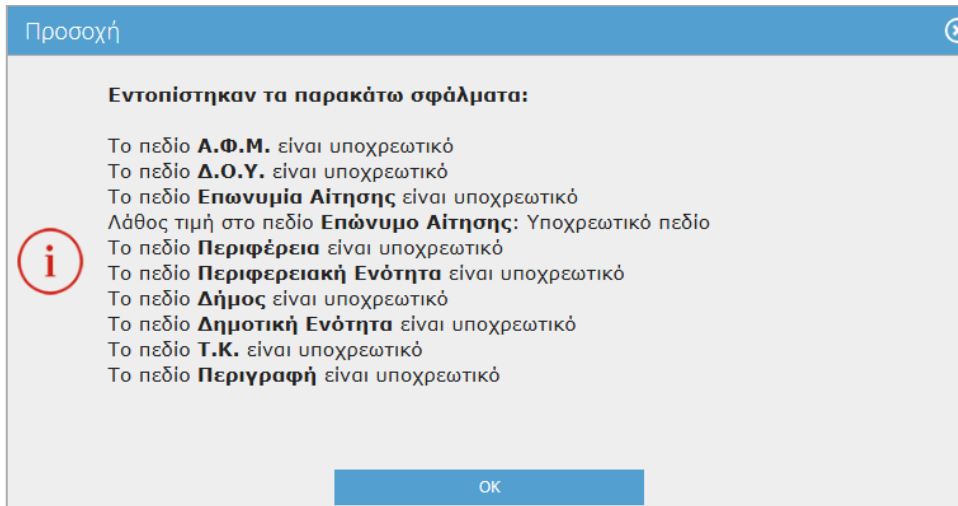 Προσοχή
Εντοπίστηκαν τα παρακάτω σφάλματα:
Το πεδίο Α.Φ.Μ. είναι υποχρεωτικό
Το πεδίο Δ.Ο.Υ. είναι υποχρεωτικό
Το πεδίο Επωνυμία Αίτησης είναι υποχρεωτικό
Λάθος τιμή στο πεδίο Επώνυμο Αίτησης: Υποχρεωτικό πεδίο
Το πεδίο Περιφέρεια είναι υποχρεωτικό
Το πεδίο Περιφερειακή Ενότητα είναι υποχρεωτικό
Το πεδίο Δήμος είναι υποχρεωτικό
Το πεδίο Δημοτική Ενότητα είναι υποχρεωτικό
Το πεδίο Τ.Κ. είναι υποχρεωτικό
Το πεδίο Περιγραφή είναι υποχρεωτικό
OK